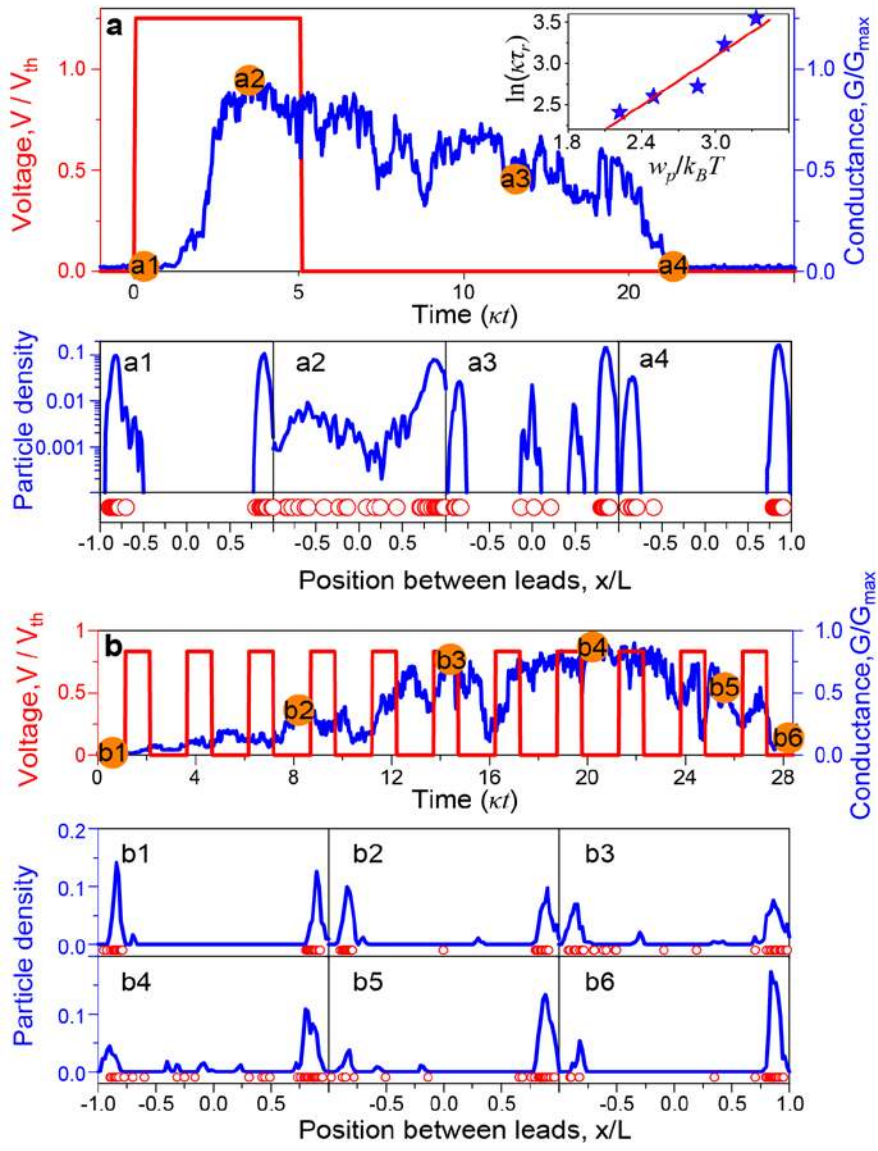 a
Voltage, V / V_th
1.0
0.5
0.0
a1
a2
a3
a4
Conductance, G/G_max
1.0
0.5
0.0
ln(κτ_r)
3.5
3.0
2.5
1.8 2.4 3.0
w_p/k_BT
0 5 10 20
Time (κt)
Particle density
0.1
0.01
0.001
a1 a2 a3 a4
-1.0 -0.5 0.0 0.5 -0.5 0.0 0.5 -0.5 0.0 0.5 -0.5 0.0 0.5 1.0
Position between leads, x/L
b
Voltage, V / V_th
1
0.5
0
b1 b2 b3 b4 b5 b6
Conductance, G/G_max
1.0
0.5
0.0
0 4 8 12 16 20 24 28
Time (κt)
Particle density
0.2
0.1
0.0
b1 b2 b3
Particle density
0.1
0.0
b4 b5 b6
-1.0 -0.5 0.0 0.5 -0.5 0.0 0.5 -0.5 0.0 0.5 1.0
Position between leads, x/L